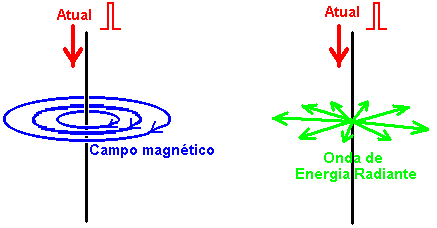 Atual
Campo magnético
Atual
Onda de
Energia Radiante